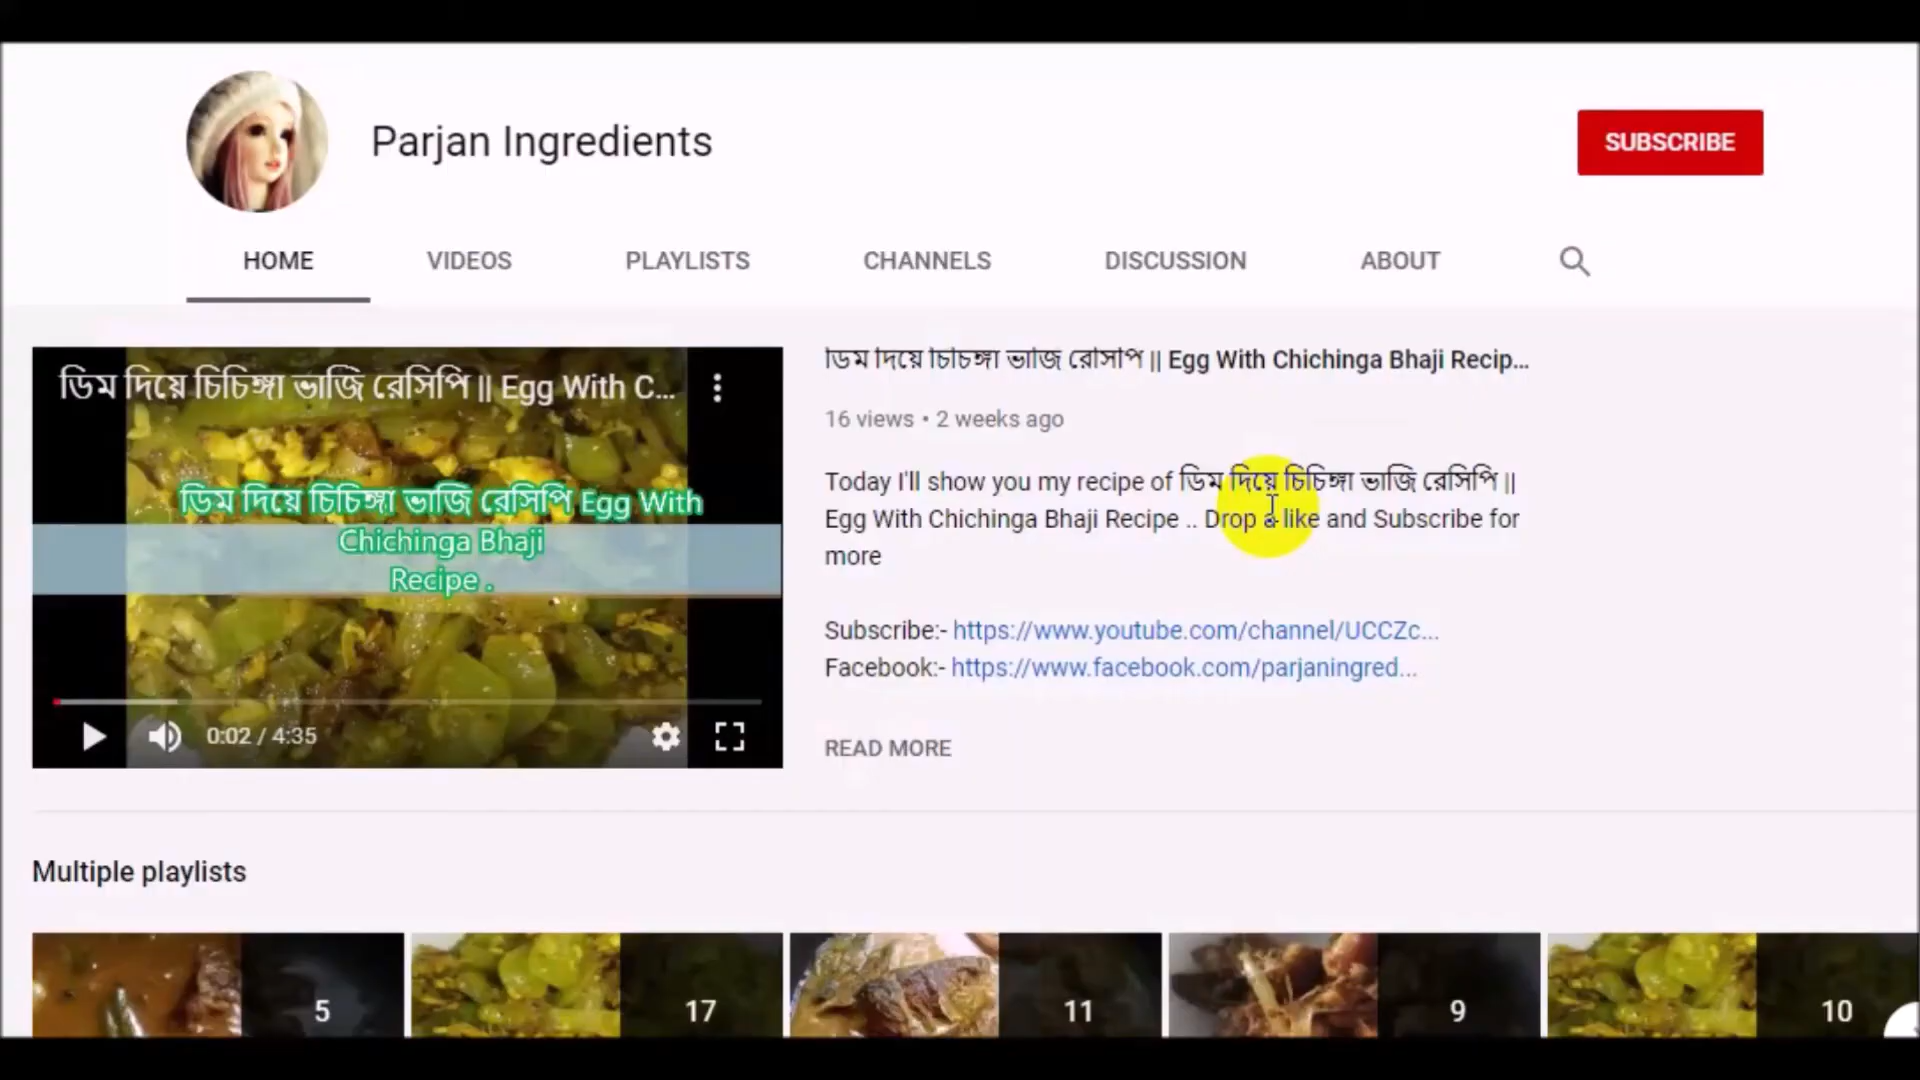 Parjan Ingredients
SUBSCRIBE
HOME VIDEOS PLAYLISTS CHANNELS DISCUSSION ABOUT
ডিম দিয়ে চিচিঙ্গা ভাজি রেসিপি || Egg With C...
ডিম দিয়ে চিচিঙ্গা ভাজি রেসিপি Egg With
Chichinga Bhaji
Recipe .
0:02 / 4:35
ডিম দিয়ে চিচিঙ্গা ভাজি রেসিপি || Egg With Chichinga Bhaji Recip...
16 views • 2 weeks ago
Today I'll show you my recipe of ডিম দিয়ে চিচিঙ্গা ভাজি রেসিপি ||
Egg With Chichinga Bhaji Recipe .. Drop a like and Subscribe for
more
Subscribe:- https://www.youtube.com/channel/UCCZc...
Facebook:- https://www.facebook.com/parjaningred...
READ MORE
Multiple playlists
5 17 11 9 10